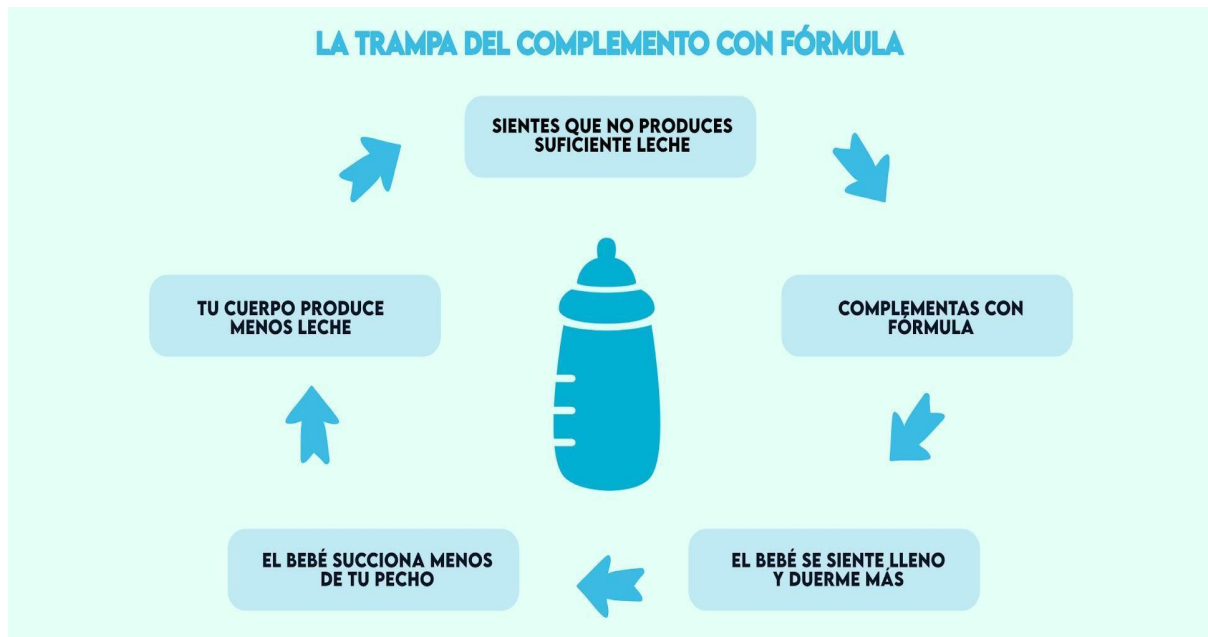 LA TRAMPA DEL COMPLEMENTO CON FÓRMULA
SIENTES QUE NO PRODUCES
SUFICIENTE LECHE
COMPLEMENTAS CON
FÓRMULA
EL BEBÉ SE SIENTE LLENO
Y DUERME MÁS
EL BEBÉ SUCCIONA MENOS
DE TU PECHO
TU CUERPO PRODUCE
MENOS LECHE